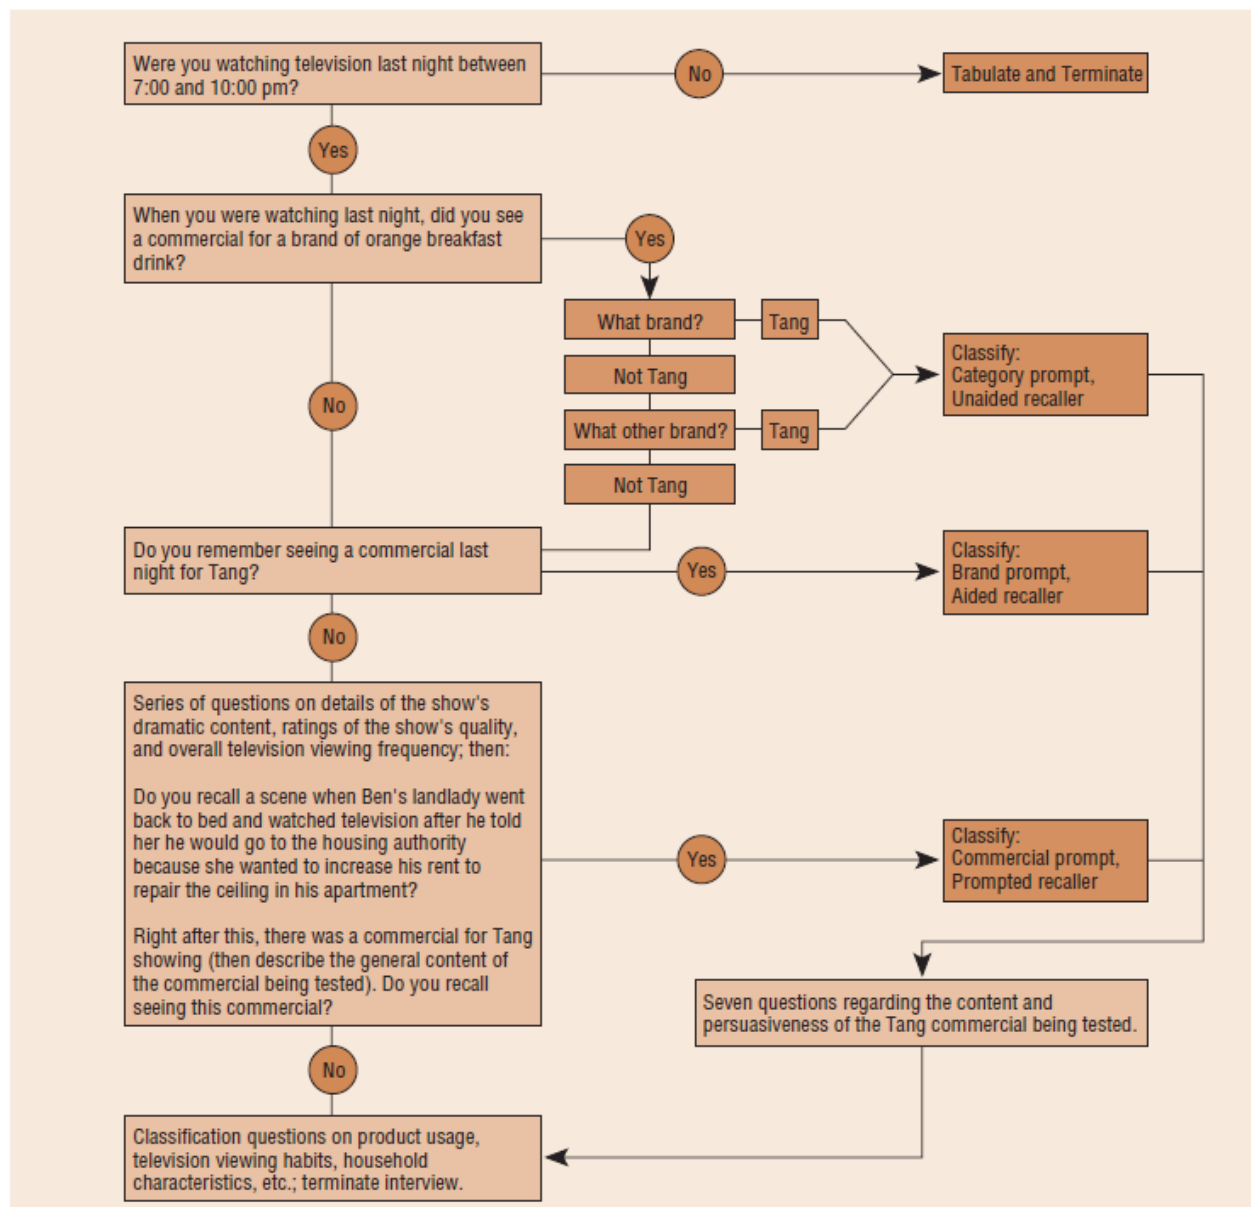 Were you watching television last night between
7:00 and 10:00 pm?
No
Tabulate and Terminate
Yes
When you were watching last night, did you see
a commercial for a brand of orange breakfast
drink?
Yes
What brand?
Tang
Not Tang
What other brand?
Tang
Not Tang
Classify:
Category prompt,
Unaided recaller
No
Do you remember seeing a commercial last
night for Tang?
Yes
Classify:
Brand prompt,
Aided recaller
No
Series of questions on details of the show's
dramatic content, ratings of the show's quality,
and overall television viewing frequency; then:
Do you recall a scene when Ben's landlady went
back to bed and watched television after he told
her he would go to the housing authority
because she wanted to increase his rent to
repair the ceiling in his apartment?
Right after this, there was a commercial for Tang
showing (then describe the general content of
the commercial being tested). Do you recall
seeing this commercial?
Yes
Classify:
Commercial prompt,
Prompted recaller
Seven questions regarding the content and
persuasiveness of the Tang commercial being tested.
No
Classification questions on product usage,
television viewing habits, household
characteristics, etc.; terminate interview.